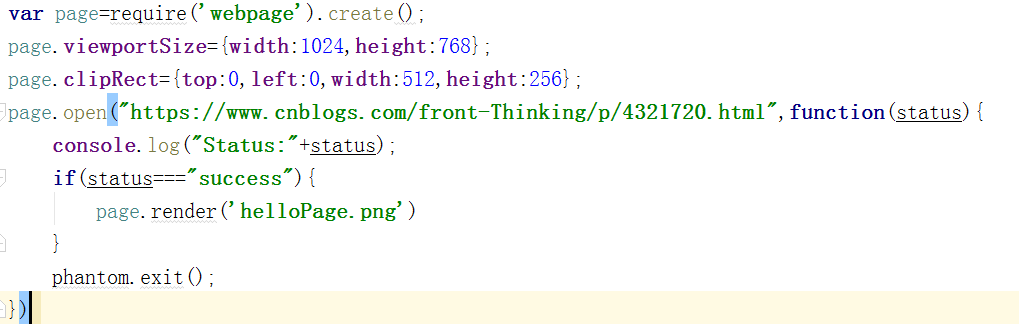 var page=require('webpage').create();
page.viewportSize={width:1024,height:768};
page.clipRect={top:0,left:0,width:512,height:256};
page.open("https://www.cnblogs.com/front-Thinking/p/4321720.html",function(status){
    console.log("Status:"+status);
    if(status==="success"){
        page.render('helloPage.png')
    }
    phantom.exit();
})